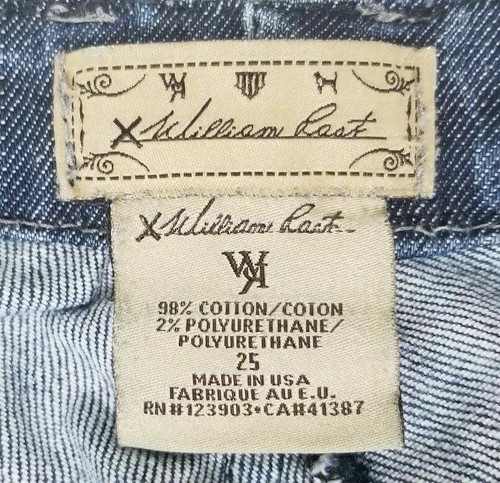 X William Rast
X William Rast
WR
98% COTTON/COTON
2% POLYURETHANE/
POLYURETHANE
25
MADE IN USA
FABRIQUE AU E.U.
RN#123903•CA#41387